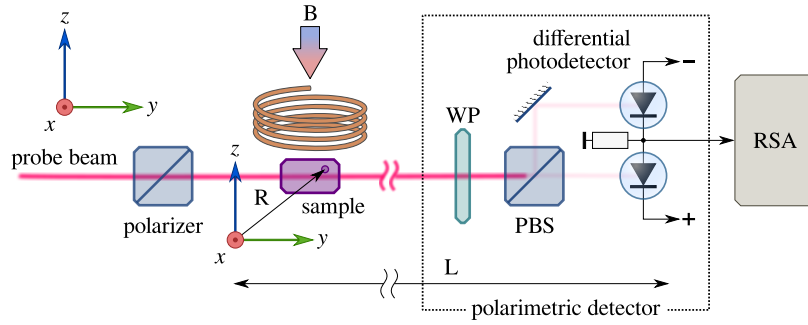 B
z
differential
photodetector
−
y
x
WP
RSA
probe beam
z
R
sample
polarizer
PBS
+
y
x
L
polarimetric detector